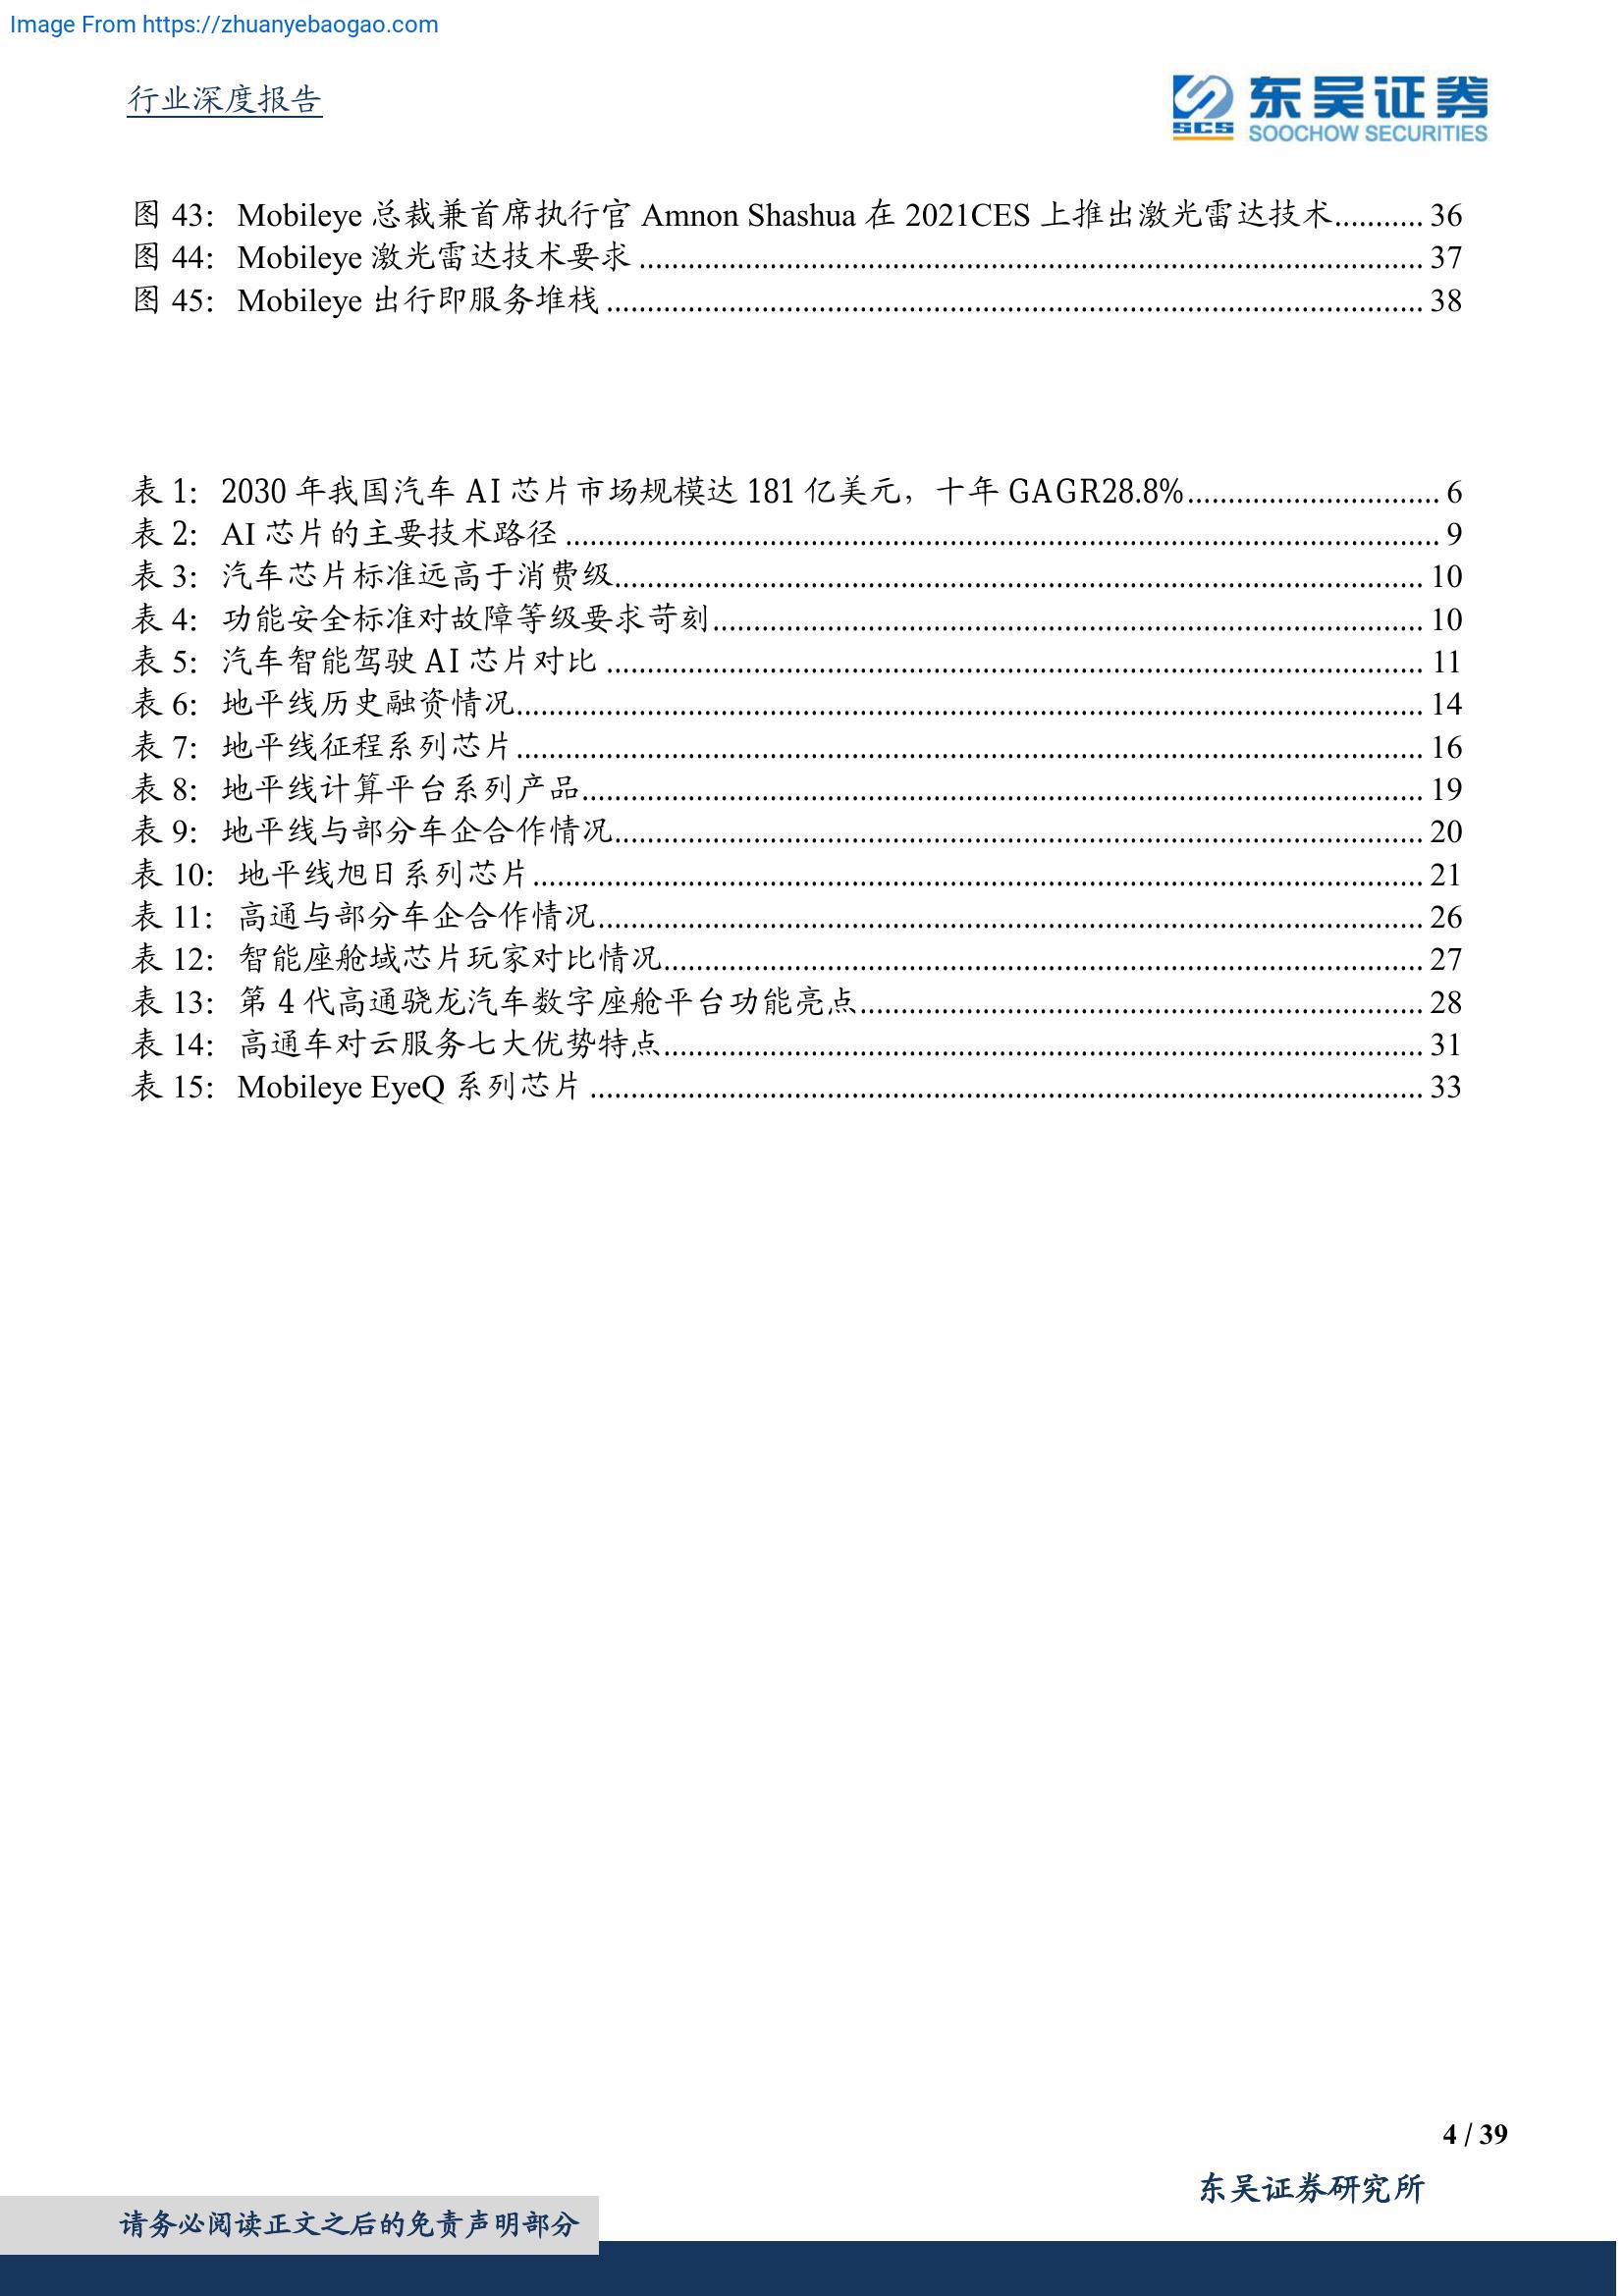 Image From https://zhuanyebaogao.com
行业深度报告
SCS 东吴证券
SOOCHOW SECURITIES
图 43： Mobileye 总裁兼首席执行官 Amnon Shashua 在 2021CES 上推出激光雷达技术........... 36
图 44： Mobileye 激光雷达技术要求 ................................................................ 37
图 45： Mobileye 出行即服务堆栈 ................................................................ 38
表 1： 2030 年我国汽车 AI 芯片市场规模达 181 亿美元，十年 GAGR28.8%............................... 6
表 2： AI 芯片的主要技术路径 ................................................................ 9
表 3： 汽车芯片标准远高于消费级................................................................ 10
表 4： 功能安全标准对故障等级要求苛刻................................................................ 10
表 5： 汽车智能驾驶 AI 芯片对比 ................................................................ 11
表 6： 地平线历史融资情况................................................................ 14
表 7： 地平线征程系列芯片................................................................ 16
表 8： 地平线计算平台系列产品................................................................ 19
表 9： 地平线与部分车企合作情况................................................................ 20
表 10： 地平线旭日系列芯片................................................................ 21
表 11： 高通与部分车企合作情况................................................................ 26
表 12： 智能座舱域芯片玩家对比情况................................................................ 27
表 13： 第 4 代高通骁龙汽车数字座舱平台功能亮点................................................................ 28
表 14： 高通车对云服务七大优势特点................................................................ 31
表 15： Mobileye EyeQ 系列芯片 ................................................................ 33
4 / 39
东吴证券研究所
请务必阅读正文之后的免责声明部分